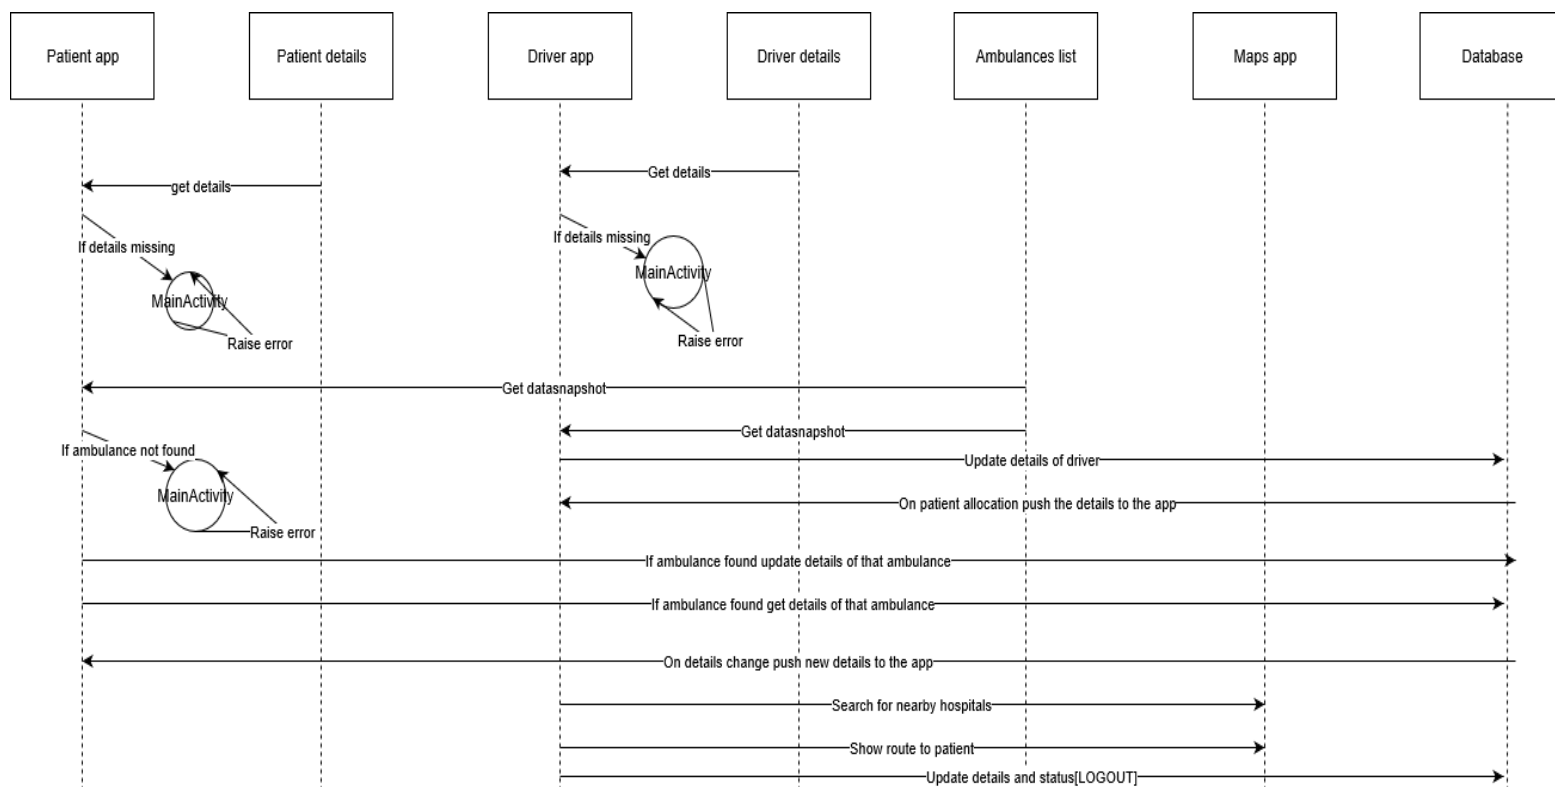 Patient app
Patient details
Driver app
Driver details
Ambulances list
Maps app
Database
Get details
get details
If details missing
If details missing
MainActivity
MainActivity
Raise error
Raise error
Get datasnapshot
Get datasnapshot
If ambulance not found
Update details of driver
MainActivity
On patient allocation push the details to the app
Raise error
If ambulance found update details of that ambulance
If ambulance found get details of that ambulance
On details change push new details to the app
Search for nearby hospitals
Show route to patient
Update details and status[LOGOUT]